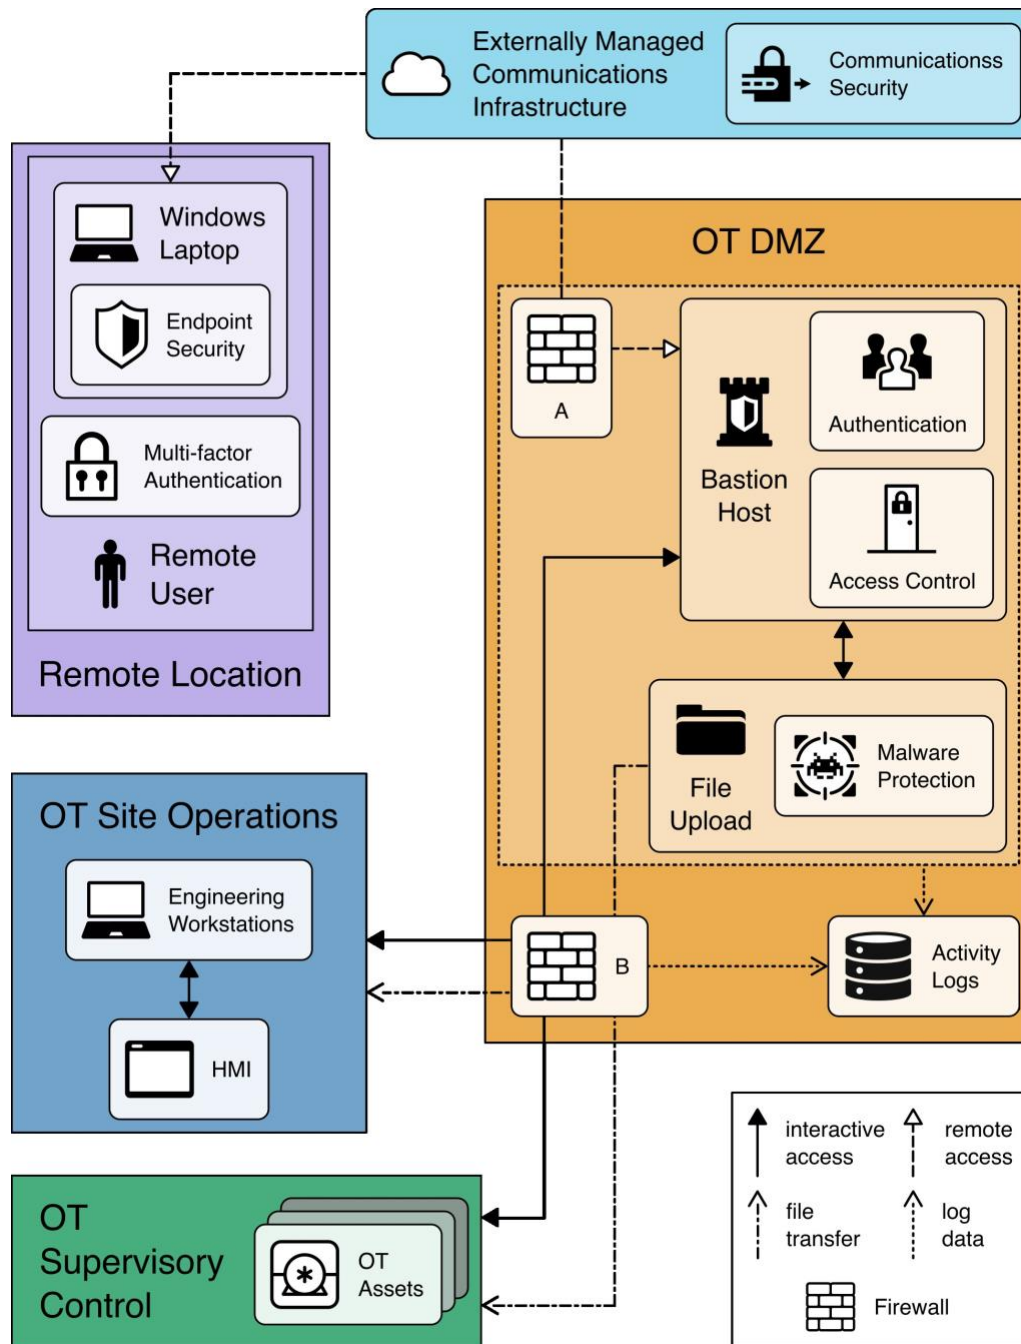 Externally Managed
Communications
Infrastructure
Communicationss
Security
Windows
Laptop
Endpoint
Security
Multi-factor
Authentication
Remote
User
Remote Location
OT DMZ
A
Bastion
Host
Authentication
Access Control
File
Upload
Malware
Protection
B
Activity
Logs
OT Site Operations
Engineering
Workstations
HMI
OT
Supervisory
Control
OT
Assets
interactive
access
remote
access
file
transfer
log
data
Firewall